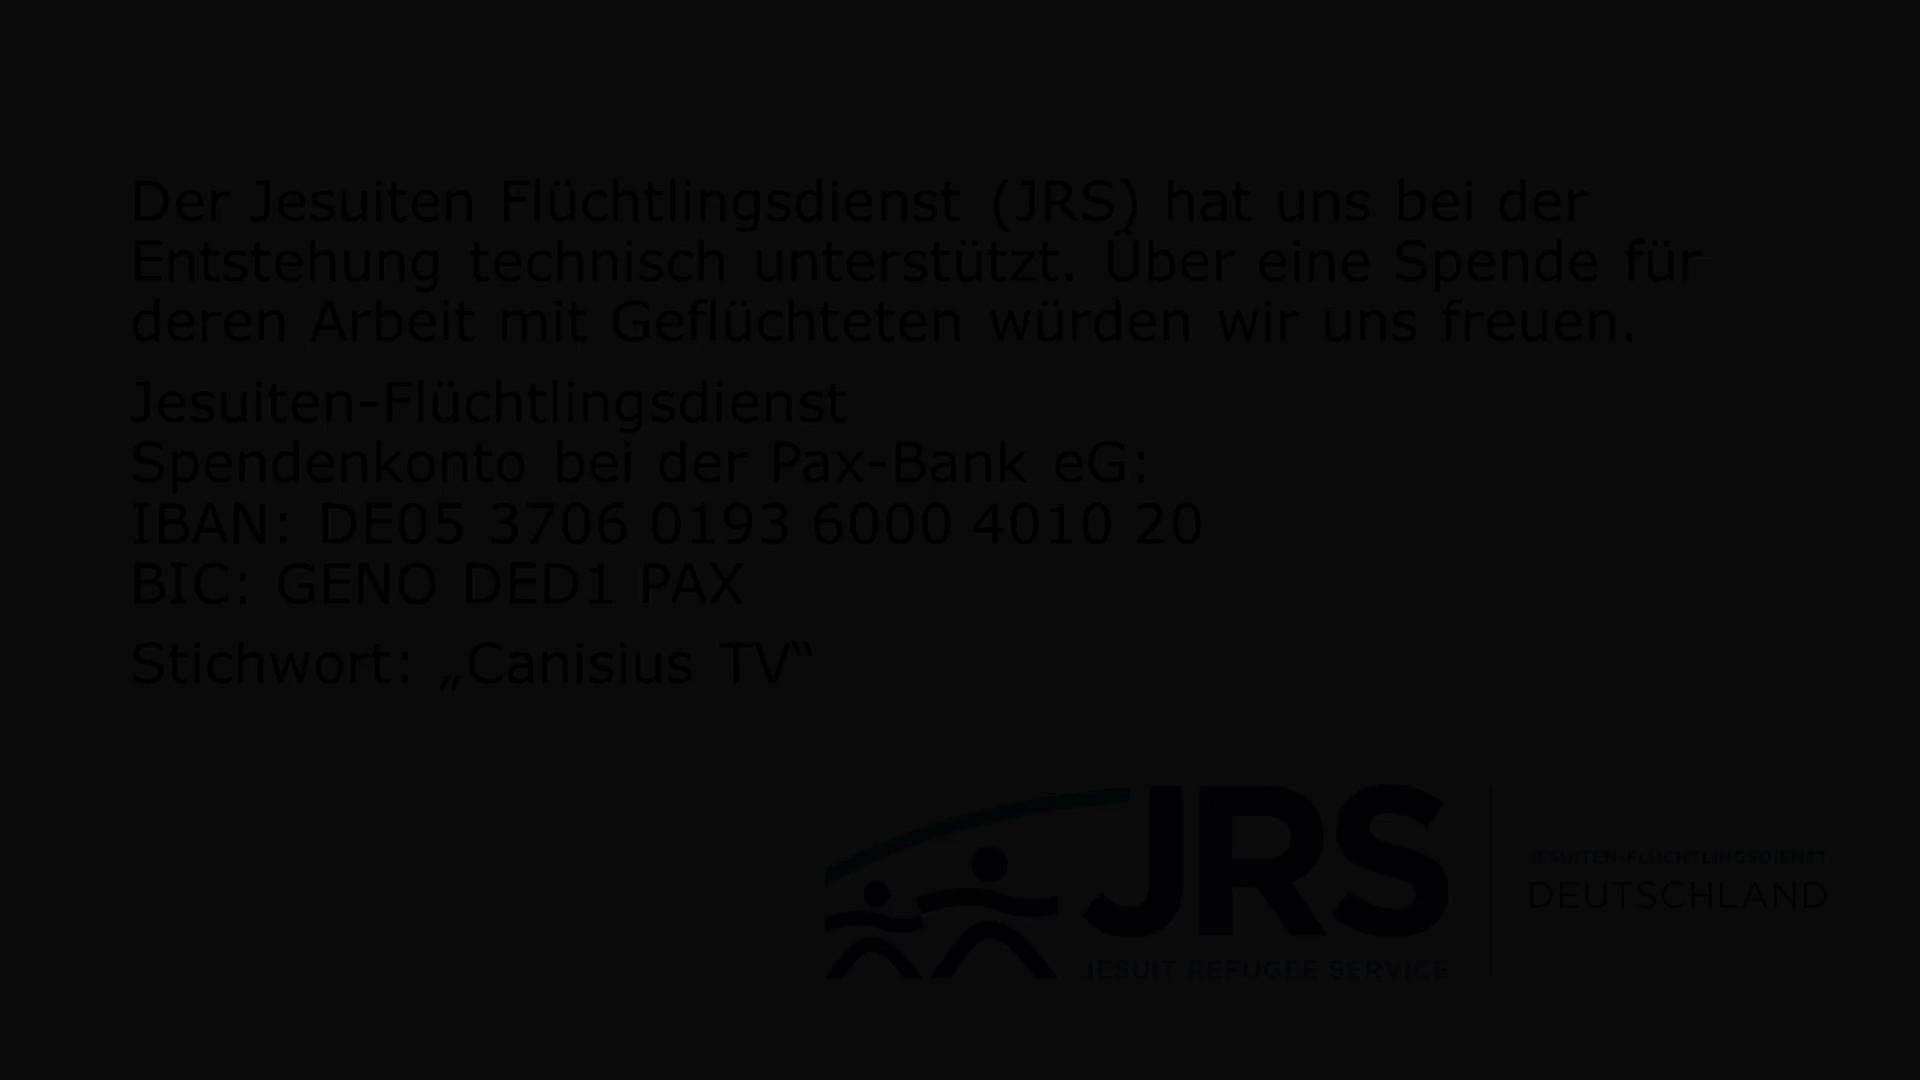 Der Jesuiten Flüchtlingsdienst (JRS) hat uns bei der
Entstehung technisch unterstützt. Über eine Spende für
deren Arbeit mit Geflüchteten würden wir uns freuen.
Jesuiten-Flüchtlingsdienst
Spendenkonto bei der Pax-Bank eG:
IBAN: DE05 3706 0193 6000 4010 20
BIC: GENO DED1 PAX
Stichwort: „Canisius TV“
JRS
JESUIT REFUGEE SERVICE
JESUITEN-FLÜCHTLINGSDIENST
DEUTSCHLAND